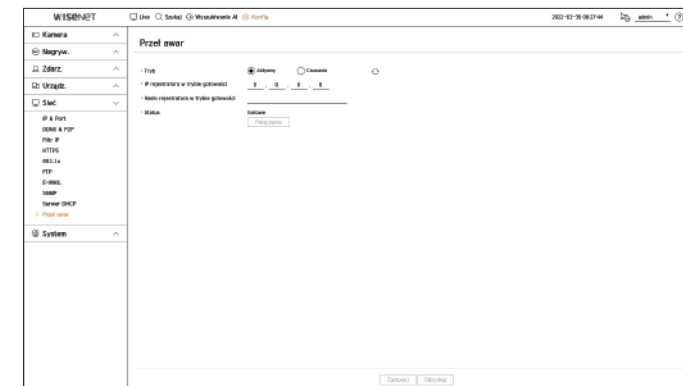 WISENET
Live Szukaj Wyszukiwanie AI Konfig 2022-03-30 08:27:44 admin
Kamera
Nagryw.
Zdarz.
Urządz.
Sieć
IP & Port
DDNS & P2P
Filtr IP
HTTPS
802.1x
FTP
E-MAIL
SNMP
Serwer DHCP
Przeł awar
System
Przeł awar
Tryb Aktywny Czuwanie
IP rejestratora w trybie gotowości 0 . 0 . 0 . 0
Hasło rejestratora w trybie gotowości
Status Gotowe
Połączenie
Zastosuj Odzyskaj